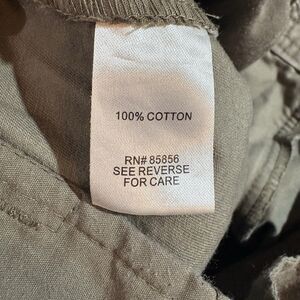 100% COTTON
RN# 85856
SEE REVERSE
FOR CARE